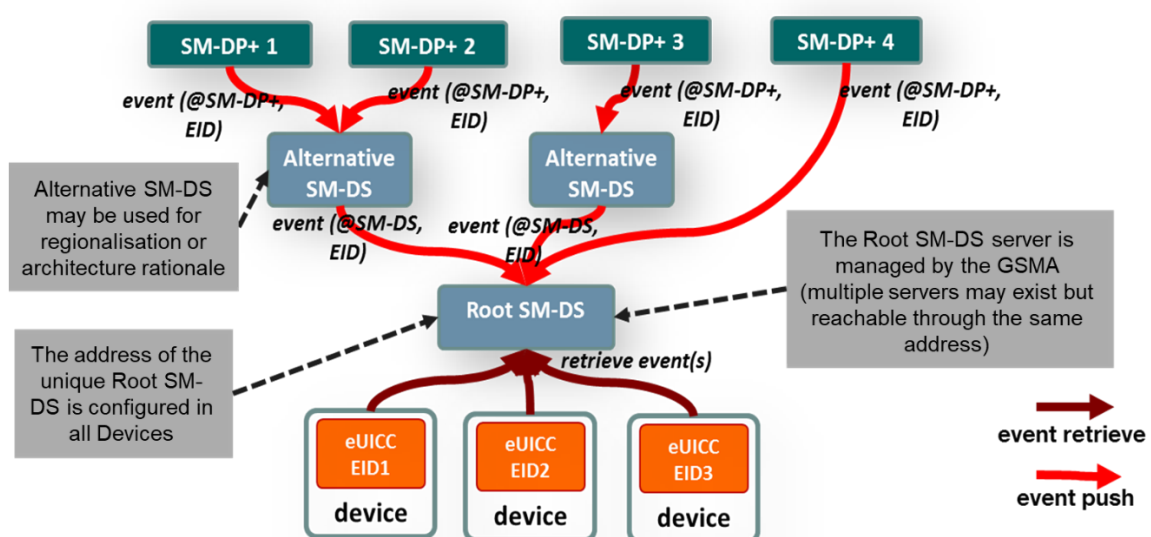 SM-DP+ 1
SM-DP+ 2
SM-DP+ 3
SM-DP+ 4
event (@SM-DP+,
EID)
event (@SM-DP+,
EID)
event (@SM-DP+,
EID)
event (@SM-DP+,
EID)
Alternative
SM-DS
Alternative
SM-DS
Alternative SM-DS
may be used for
regionalisation or
architecture rationale
event (@SM-DS,
EID)
event (@SM-DS,
EID)
The Root SM-DS server is
managed by the GSMA
(multiple servers may exist but
reachable through the same
address)
Root SM-DS
The address of the
unique Root SM-
DS is configured in
all Devices
retrieve event(s)
eUICC
EID1
device
eUICC
EID2
device
eUICC
EID3
device
event retrieve
event push